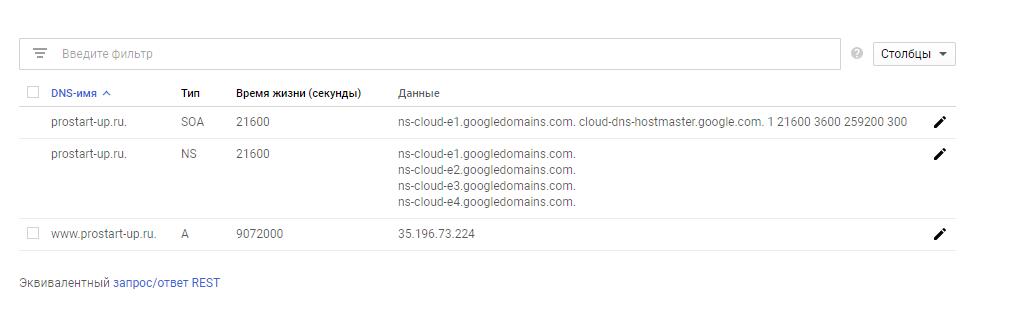 Введите фильтр
Столбцы
DNS-имя Тип Время жизни (секунды) Данные
prostart-up.ru. SOA 21600 ns-cloud-e1.googledomains.com. cloud-dns-hostmaster.google.com. 1 21600 3600 259200 300
prostart-up.ru. NS 21600 ns-cloud-e1.googledomains.com.
ns-cloud-e2.googledomains.com.
ns-cloud-e3.googledomains.com.
ns-cloud-e4.googledomains.com.
www.prostart-up.ru. A 9072000 35.196.73.224
Эквивалентный запрос/ответ REST